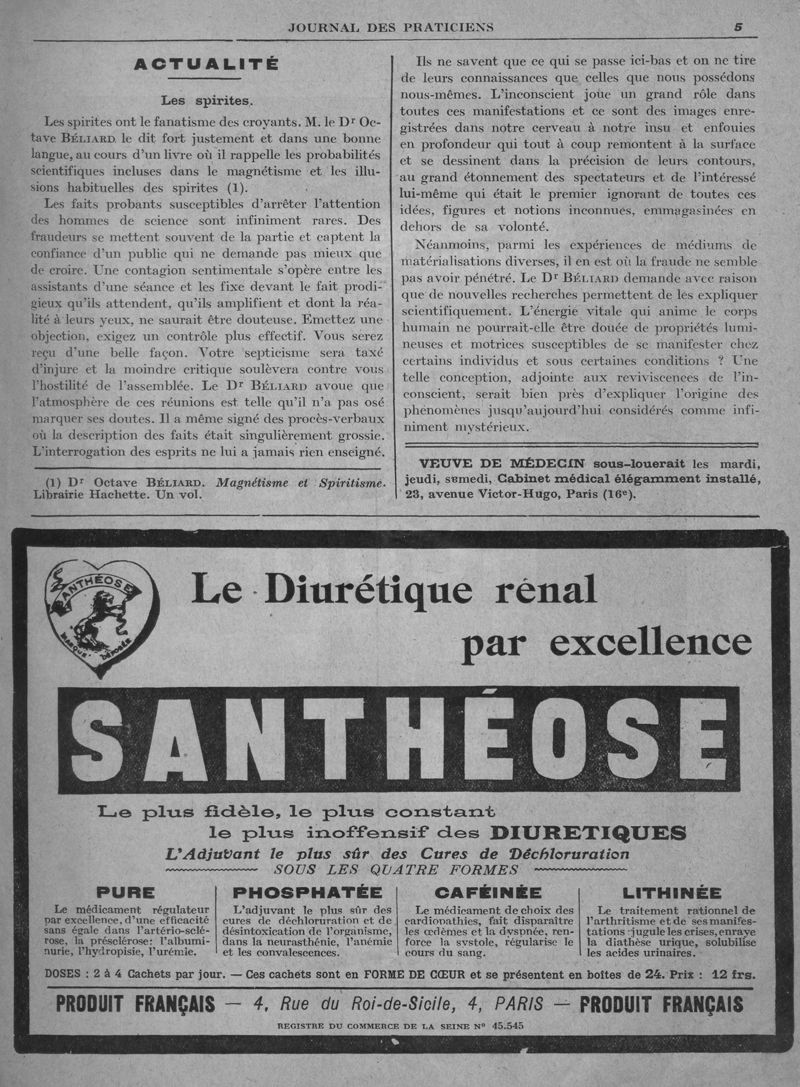 JOURNAL DES PRATICIENS 5
ACTUALITÉ
Les spirites.
Les spirites ont le fanatisme des croyants. M. le Dr Oc-
tave BÉLIARD le dit fort justement et dans une bonne
langue, au cours d'un livre où il rappelle les probabilités
scientifiques incluses dans le magnétisme et les illu-
sions habituelles des spirites (1).
Les faits probants susceptibles d'arrêter l'attention
des hommes de science sont infiniment rares. Des
fraudeurs se mettent souvent de la partie et captent la
confiance d'un public qui ne demande pas mieux que
de croire. Une contagion sentimentale s'opère entre les
assistants d'une séance et les fixe devant le fait prodi-
gieux qu'ils attendent, qu'ils amplifient et dont la réa-
lité à leurs yeux, ne saurait être douteuse. Emettez une
objection, exigez un contrôle plus effectif. Vous serez
reçu d'une belle façon. Votre septicisme sera taxé
d'injure et la moindre critique soulèvera contre vous
l'hostilité de l'assemblée. Le Dr BÉLIARD avoue que
l'atmosphère de ces réunions est telle qu'il n'a pas osé
marquer ses doutes. Il a même signé des procès-verbaux
où la description des faits était singulièrement grossie.
L'interrogation des esprits ne lui a jamais rien enseigné.
(1) Dr Octave BÉLIARD. Magnétisme et Spiritisme.
Librairie Hachette. Un vol.
Ils ne savent que ce qui se passe ici-bas et on ne tire
de leurs connaissances que celles que nous possédons
nous-mêmes. L'inconscient joue un grand rôle dans
toutes ces manifestations et ce sont des images enre-
gistrées dans notre cerveau à notre insu et enfouies
en profondeur qui tout à coup remontent à la surface
et se dessinent dans la précision de leurs contours,
au grand étonnement des spectateurs et de l'intéressé
lui-même qui était le premier ignorant de toutes ces
idées, figures et notions inconnues, emmagasinées en
dehors de sa volonté.
Néanmoins, parmi les expériences de médiums de
matérialisations diverses, il en est où la fraude ne semble
pas avoir pénétré. Le Dr BÉLIARD demande avec raison
que de nouvelles recherches permettent de les expliquer
scientifiquement. L'énergie vitale qui anime le corps
humain ne pourrait-elle être douée de propriétés lumi-
neuses et motrices susceptibles de se manifester chez
certains individus et sous certaines conditions ? Une
telle conception, adjointe aux reviviscences de l'in-
conscient, serait bien près d'expliquer l'origine des
phénomènes jusqu'aujourd'hui considérés comme infi-
niment mystérieux.
VEUVE DE MÉDECIN sous-louerait les mardi,
jeudi, samedi, Cabinet médical élégamment installé,
23, avenue Victor-Hugo, Paris (16e).
SANTHÉOSE
MARQUE DÉPOSÉE
Le Diurétique rénal
par excellence
SANTHÉOSE
Le plus fidèle, le plus constant
le plus inoffensif des DIURETIQUES
L'Adjuvant le plus sûr des Cures de Déchloruration
SOUS LES QUATRE FORMES
PURE
Le médicament régulateur
par excellence, d'une efficacité
sans égale dans l'artério-sclé-
rose, la présclérose: l'albumi-
nurie, l'hydropisie, l'urémie.
PHOSPHATÉE
L'adjuvant le plus sûr des
cures de déchloruration et de
désintoxication de l'organisme,
dans la neurasthénie, l'anémie
et les convalescences.
CAFÉINÉE
Le médicament de choix des
cardiopathies, fait disparaître
les œdèmes et la dyspnée, ren-
force la systole, régularise le
cours du sang.
LITHINÉE
Le traitement rationnel de
l'arthritisme et de ses manifes-
tations : jugule les crises, enraye
la diathèse urique, solubilise
les acides urinaires.
DOSES : 2 à 4 Cachets par jour. — Ces cachets sont en FORME DE CŒUR et se présentent en boîtes de 24. Prix : 12 frs.
PRODUIT FRANÇAIS — 4, Rue du Roi-de-Sicile, 4, PARIS — PRODUIT FRANÇAIS
REGISTRE DU COMMERCE DE LA SEINE No 45.545